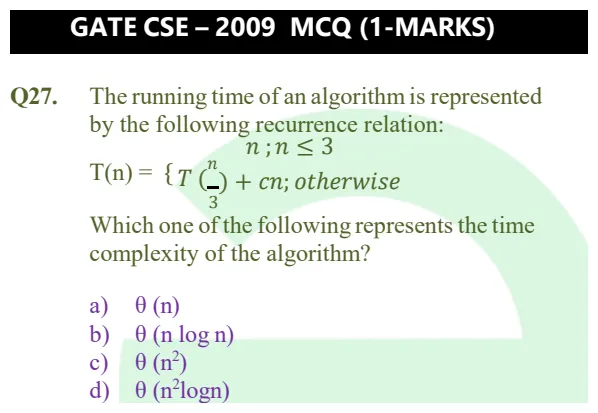 GATE CSE – 2009 MCQ (1-MARKS)
Q27. The running time of an algorithm is represented
by the following recurrence relation:
n ; n ≤ 3
T(n) = { T (n/3) + cn; otherwise
Which one of the following represents the time
complexity of the algorithm?
a) θ (n)
b) θ (n log n)
c) θ (n²)
d) θ (n²logn)